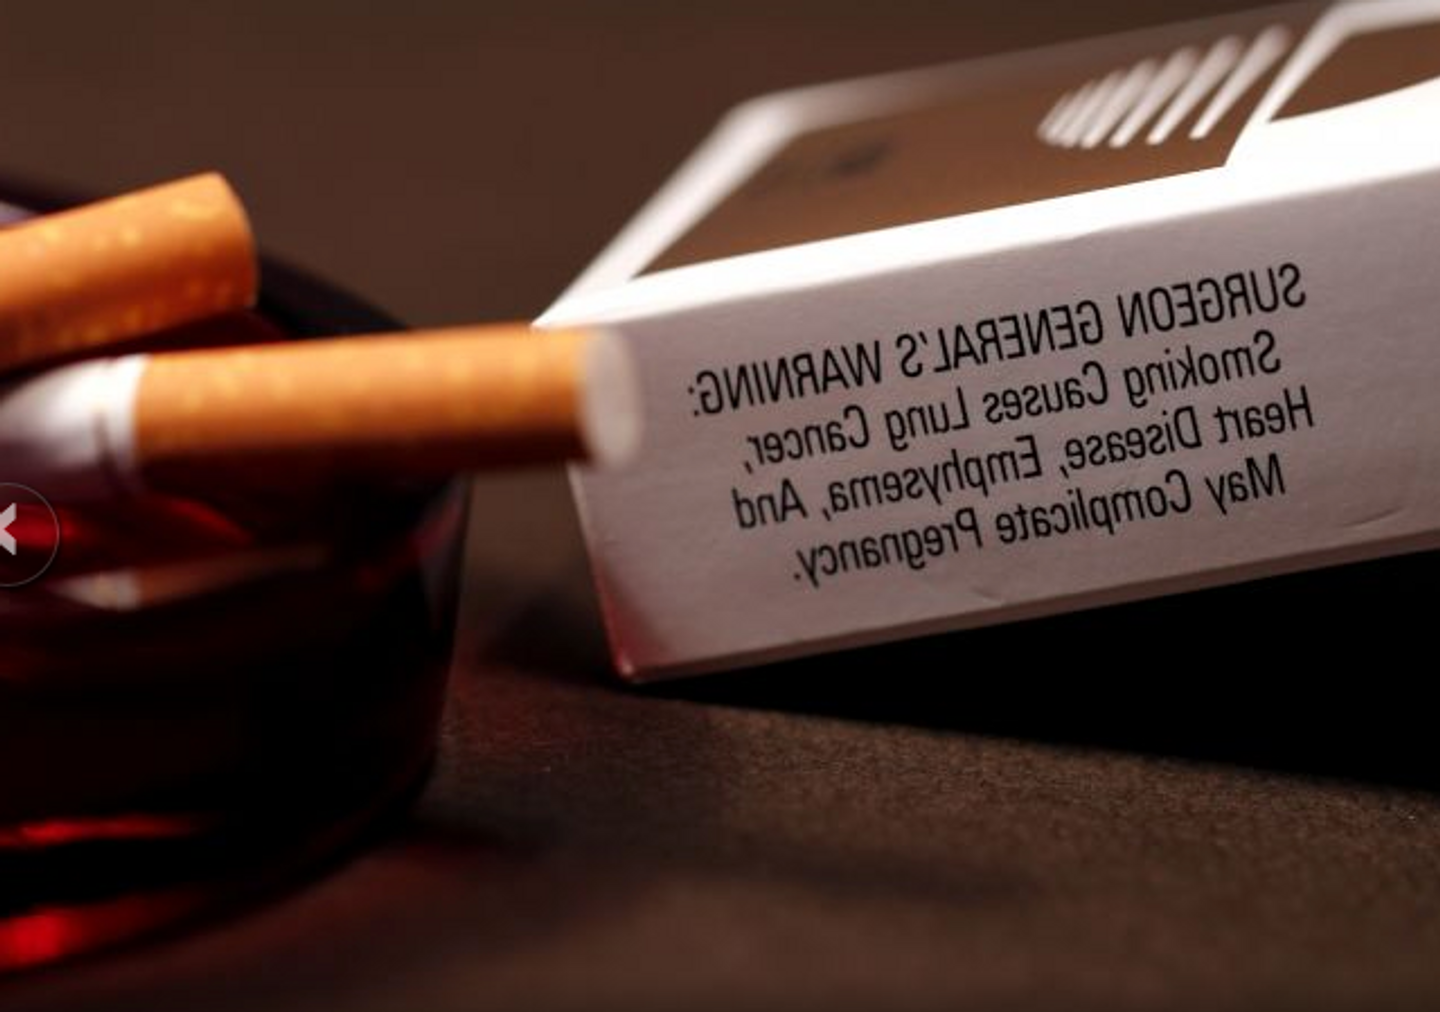 SURGEON GENERAL'S WARNING:
Smoking Causes Lung Cancer,
Heart Disease, Emphysema, And
May Complicate Pregnancy.